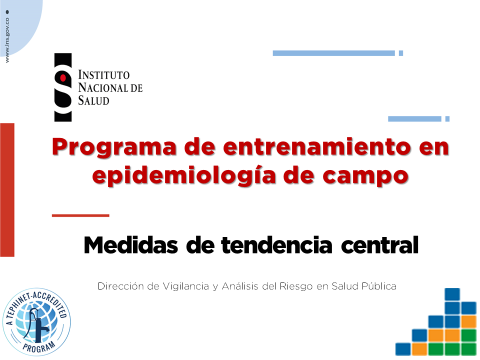 www.ins.gov.co
INSTITUTO
NACIONAL DE
SALUD
Programa de entrenamiento en
epidemiología de campo
Medidas de tendencia central
Dirección de Vigilancia y Análisis del Riesgo en Salud Pública
A TEPHINET-ACCREDITED
PROGRAM